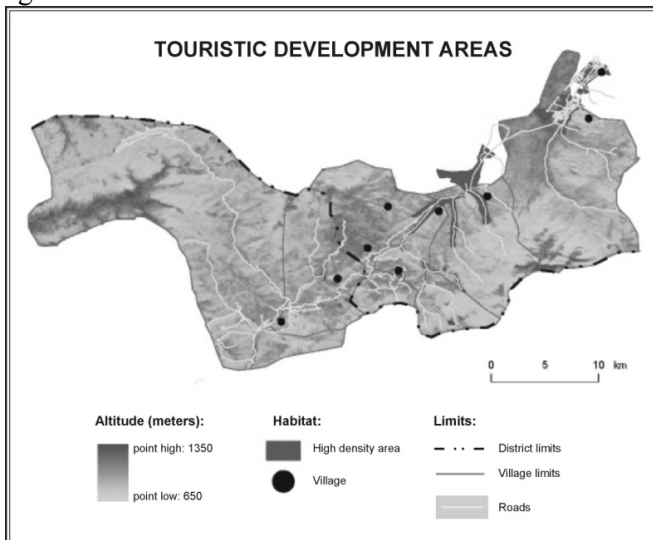 TOURISTIC DEVELOPMENT AREAS
0 5 10 km
Altitude (meters):
point high: 1350
point low: 650
Habitat:
High density area
Village
Limits:
District limits
Village limits
Roads